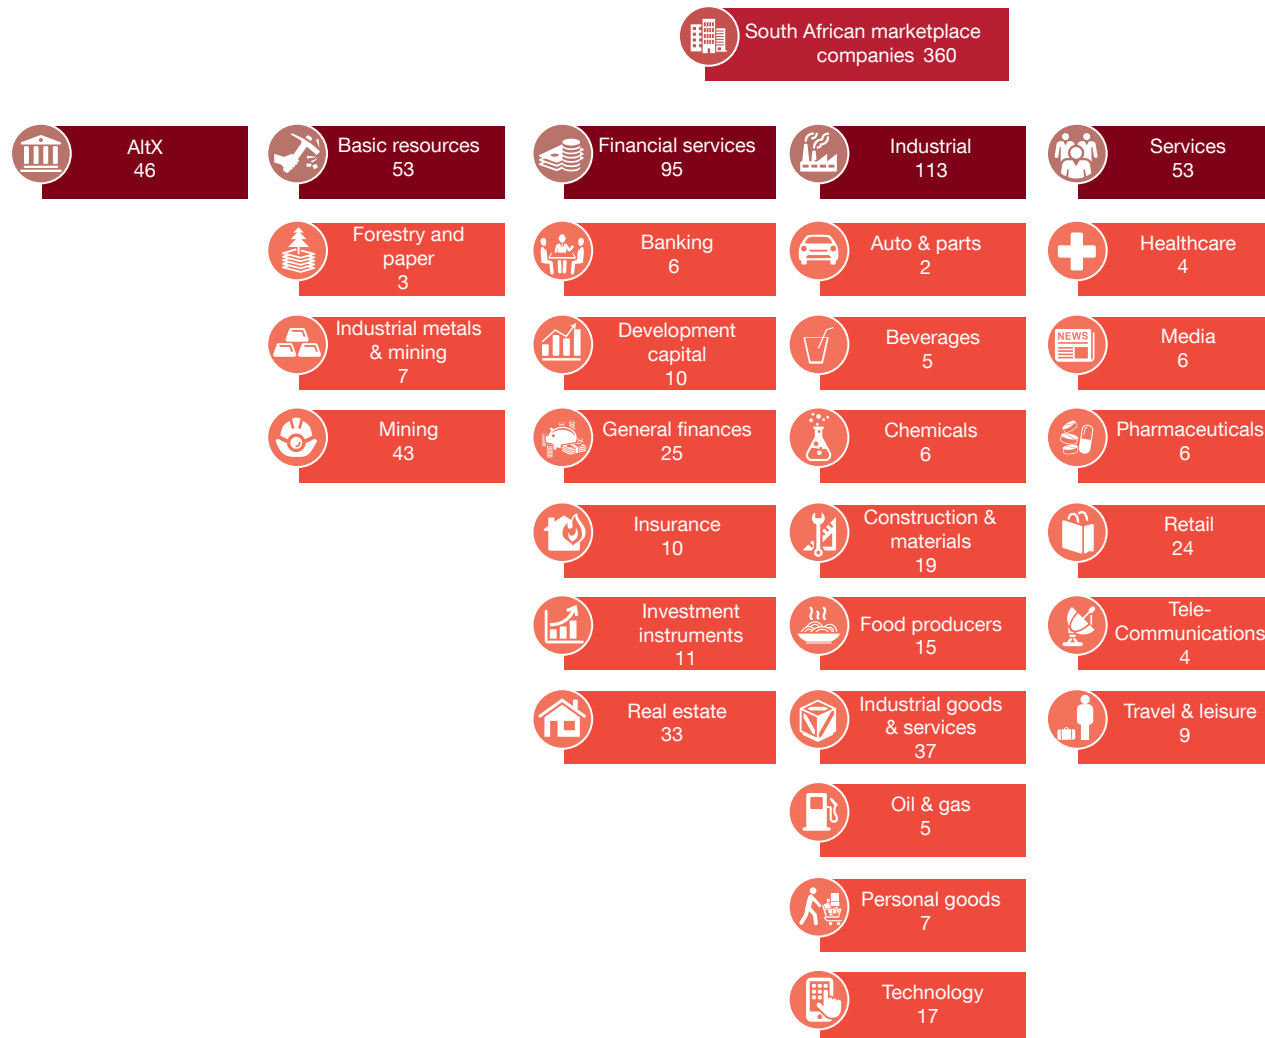 South African marketplace
companies 360
AltX
46
Basic resources
53
Forestry and
paper
3
Industrial metals
& mining
7
Mining
43
Financial services
95
Banking
6
Development
capital
10
General finances
25
Insurance
10
Investment
instruments
11
Real estate
33
Industrial
113
Auto & parts
2
Beverages
5
Chemicals
6
Construction &
materials
19
Food producers
15
Industrial goods
& services
37
Oil & gas
5
Personal goods
7
Technology
17
Services
53
Healthcare
4
NEWS
Media
6
Pharmaceuticals
6
Retail
24
Tele-
Communications
4
Travel & leisure
9